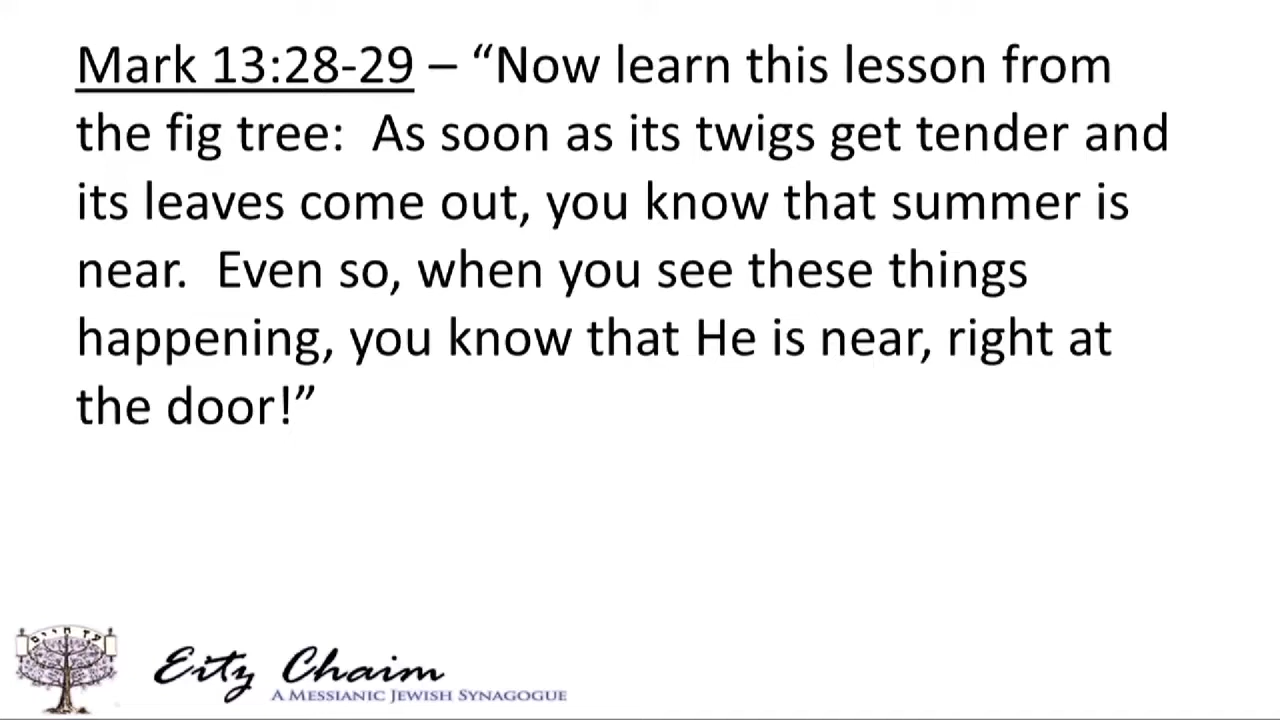 Mark 13:28-29 – “Now learn this lesson from
the fig tree:  As soon as its twigs get tender and
its leaves come out, you know that summer is
near.  Even so, when you see these things
happening, you know that He is near, right at
the door!”
עץ חיים
Eitz Chaim
A MESSIANIC JEWISH SYNAGOGUE